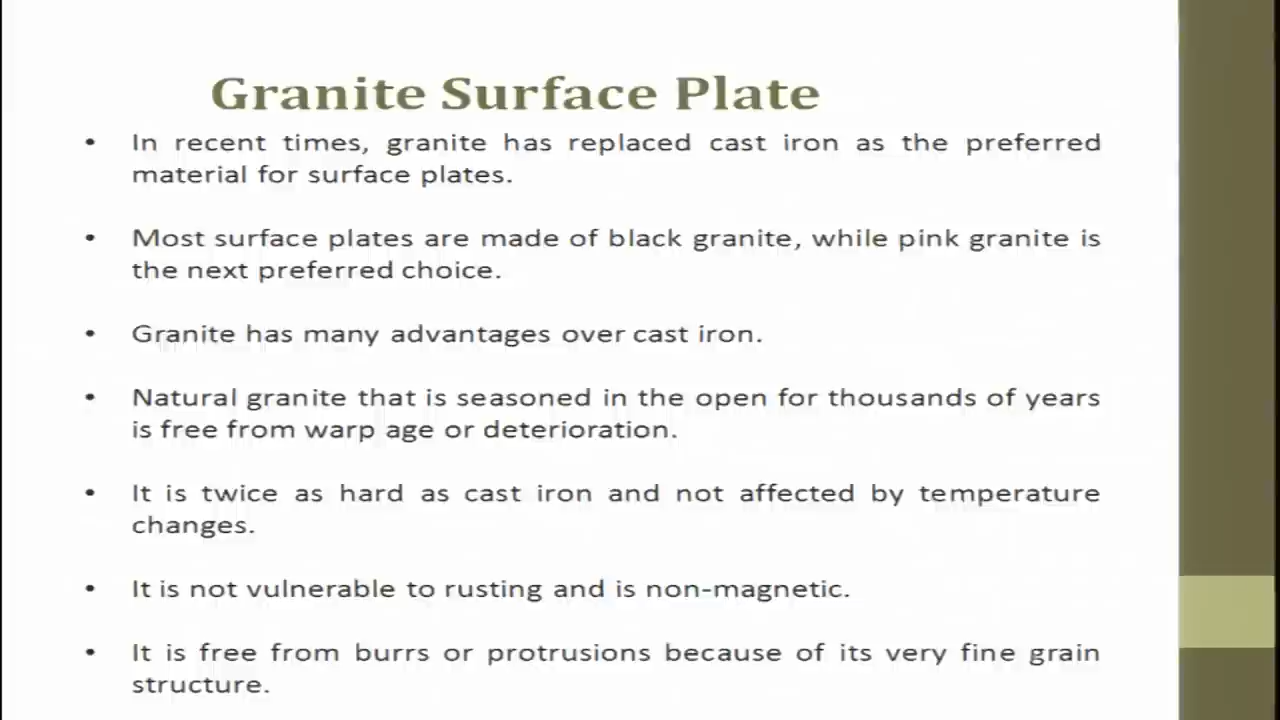 Granite Surface Plate
• In recent times, granite has replaced cast iron as the preferred
material for surface plates.
• Most surface plates are made of black granite, while pink granite is
the next preferred choice.
• Granite has many advantages over cast iron.
• Natural granite that is seasoned in the open for thousands of years
is free from warp age or deterioration.
• It is twice as hard as cast iron and not affected by temperature
changes.
• It is not vulnerable to rusting and is non-magnetic.
• It is free from burrs or protrusions because of its very fine grain
structure.